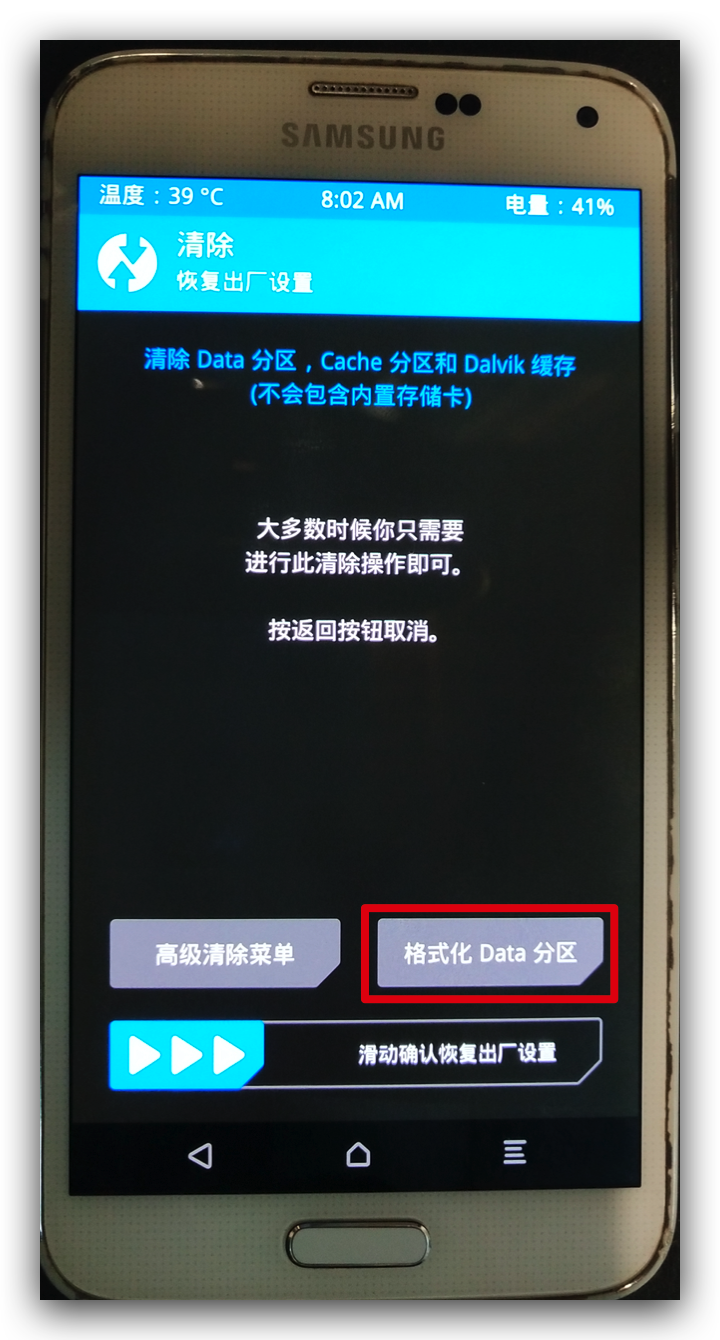 SAMSUNG
温度：39 °C 8:02 AM 电量：41%
清除
恢复出厂设置
清除 Data 分区，Cache 分区和 Dalvik 缓存
(不会包含内置存储卡)
大多数时候你只需要
进行此清除操作即可。
按返回按钮取消。
高级清除菜单 格式化 Data 分区
滑动确认恢复出厂设置